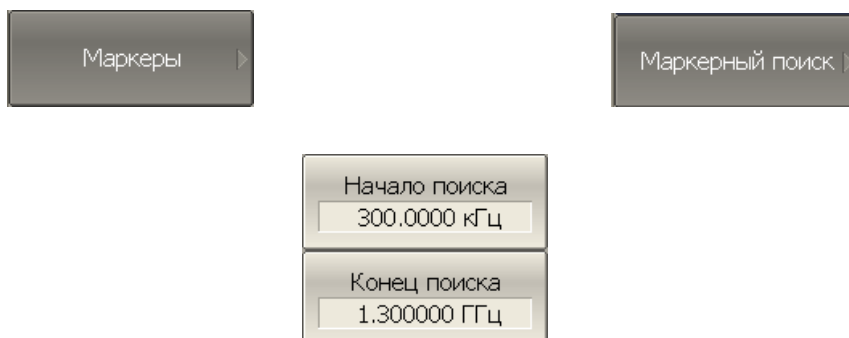 Маркеры
Маркерный поиск
Начало поиска
300.0000 кГц
Конец поиска
1.300000 ГГц